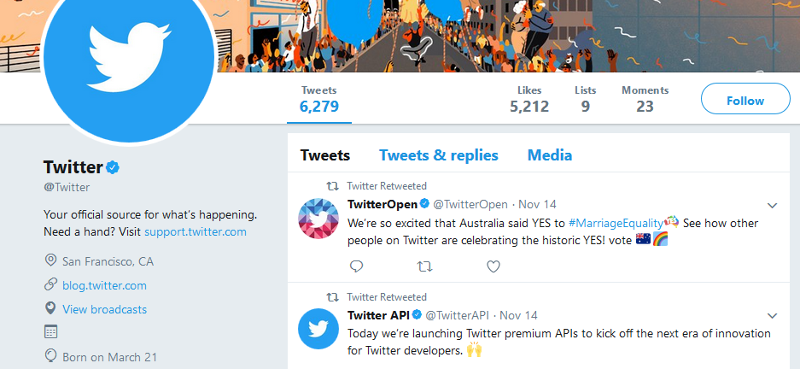 Tweets
6,279
Likes
5,212
Lists
9
Moments
23
Follow
Twitter
@Twitter
Your official source for what's happening.
Need a hand? Visit support.twitter.com
San Francisco, CA
blog.twitter.com
View broadcasts
Born on March 21
Tweets Tweets & replies Media
Twitter Retweeted
TwitterOpen @TwitterOpen · Nov 14
We're so excited that Australia said YES to #MarriageEquality See how other
people on Twitter are celebrating the historic YES! vote 🇦🇺🌈
Twitter Retweeted
Twitter API @TwitterAPI · Nov 14
Today we're launching Twitter premium APIs to kick off the next era of innovation
for Twitter developers. 🙌